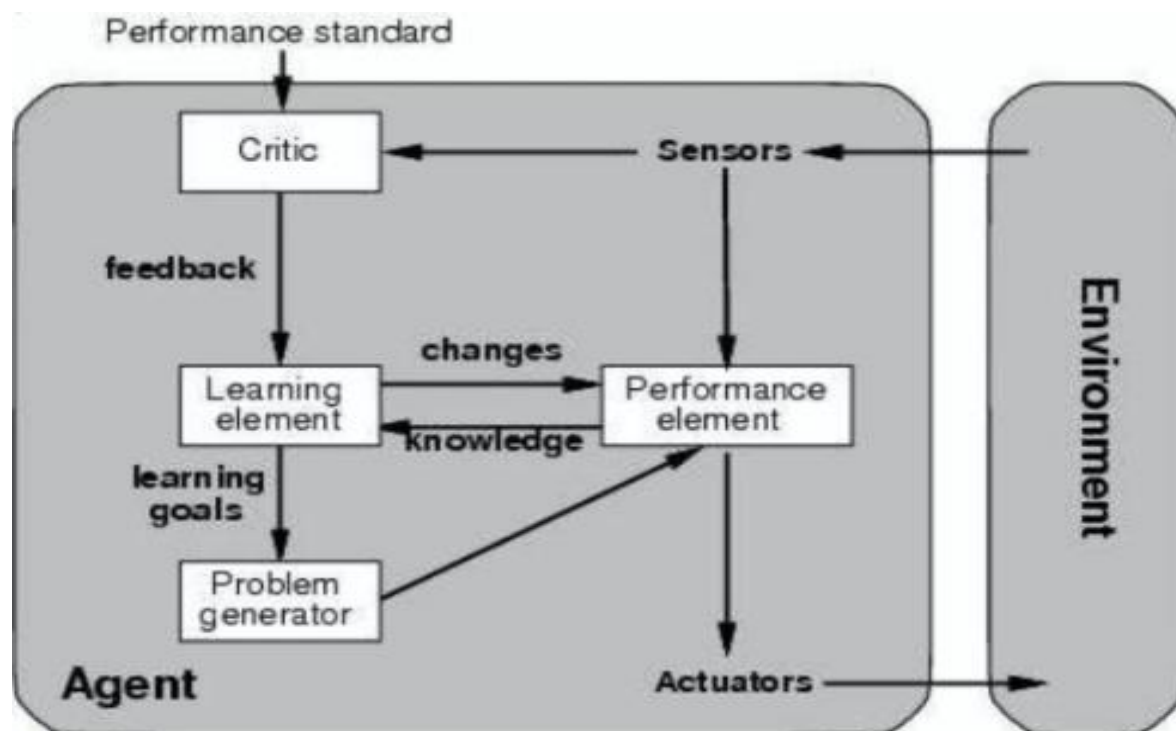 Performance standard
Critic
Sensors
feedback
changes
Learning
element
Performance
element
knowledge
learning
goals
Problem
generator
Agent
Actuators
Environment